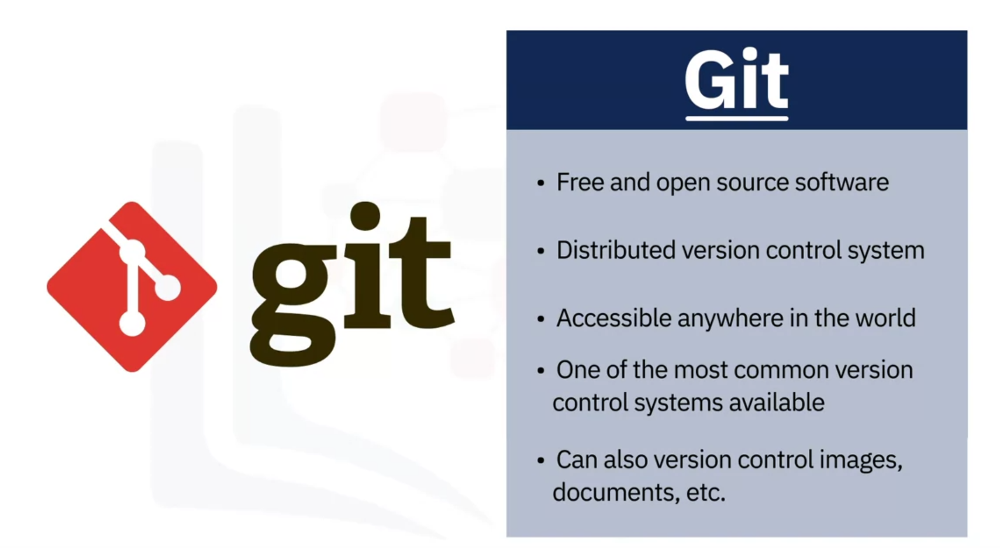 git
Git
• Free and open source software
• Distributed version control system
• Accessible anywhere in the world
• One of the most common version
control systems available
• Can also version control images,
documents, etc.